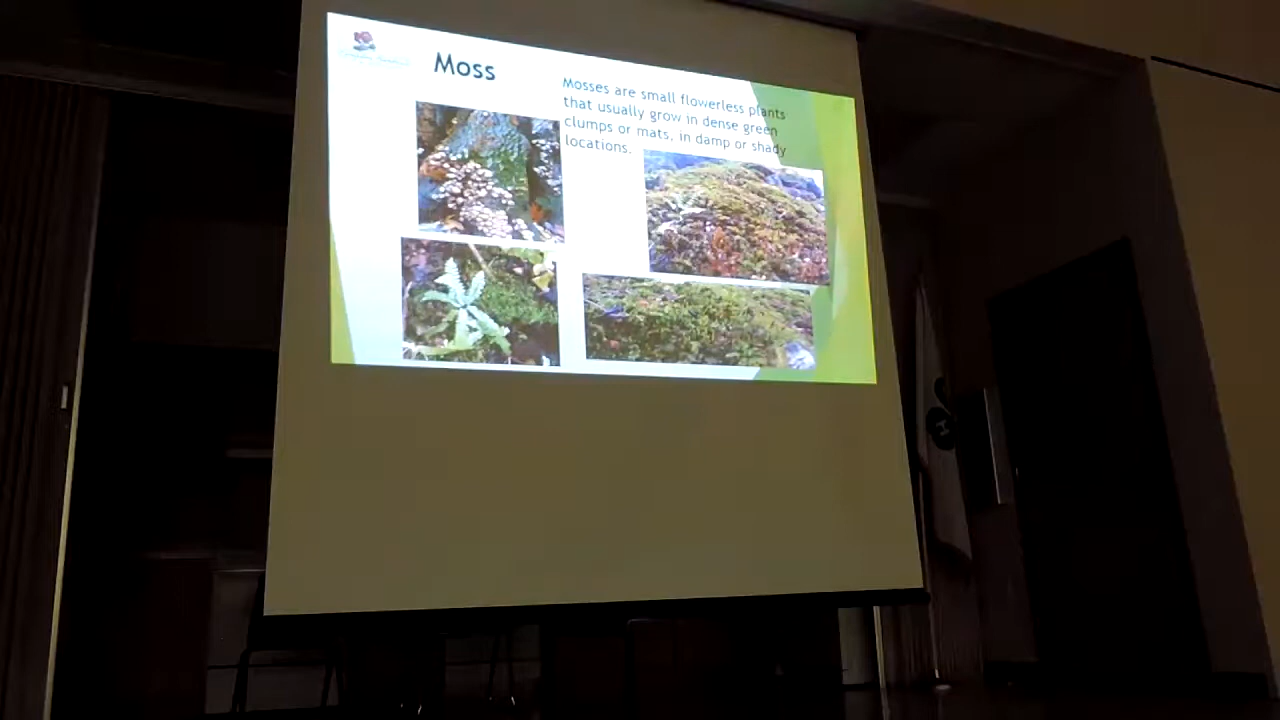 Moss
Mosses are small flowerless plants
that usually grow in dense green
clumps or mats, in damp or shady
locations.